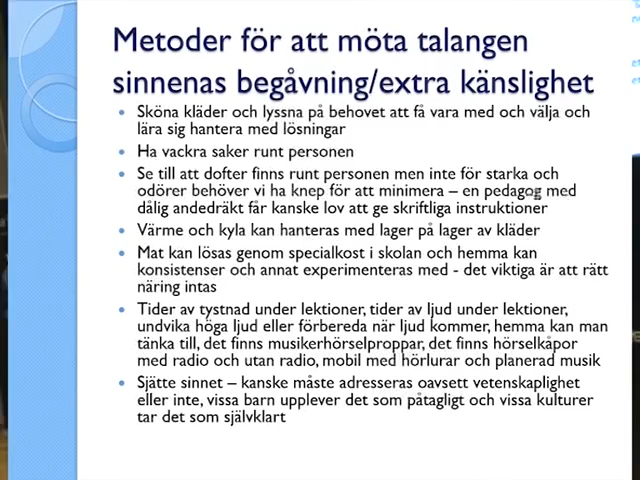 Metoder för att möta talangen
sinnenas begåvning/extra känslighet
• Sköna kläder och lyssna på behovet att få vara med och välja och
lära sig hantera med lösningar
• Ha vackra saker runt personen
• Se till att dofter finns runt personen men inte för starka och
odörer behöver vi ha knep för att minimera – en pedagog med
dålig andedräkt får kanske lov att ge skriftliga instruktioner
• Värme och kyla kan hanteras med lager på lager av kläder
• Mat kan lösas genom specialkost i skolan och hemma kan
konsistenser och annat experimenteras med - det viktiga är att rätt
näring intas
• Tider av tystnad under lektioner, tider av ljud under lektioner,
undvika höga ljud eller förbereda när ljud kommer, hemma kan man
tänka till, det finns musikerhörselproppar, det finns hörselkåpor
med radio och utan radio, mobil med hörlurar och planerad musik
• Sjätte sinnet – kanske måste adresseras oavsett vetenskaplighet
eller inte, vissa barn upplever det som påtagligt och vissa kulturer
tar det som självklart